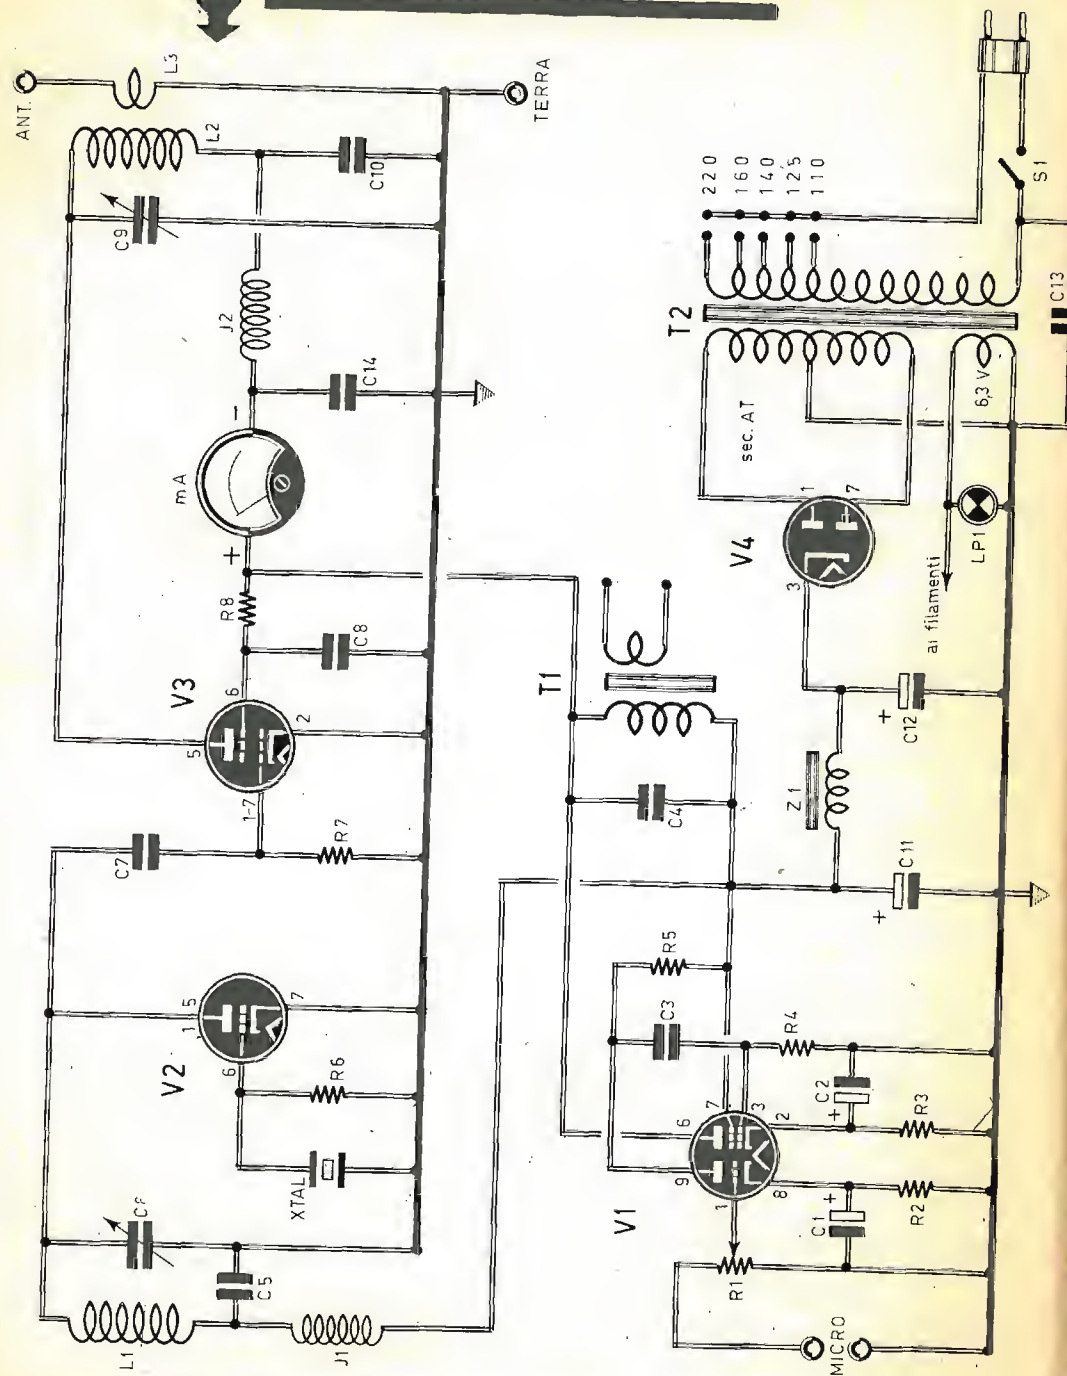 ANT.
L3
TERRA
L2
C10
C9
J2
C14
-
mA
+
R8
C8
V3
5
6
2
1-7
C7
R7
V2
1 5
6
7
R6
XTAL
C6
C5
L1
J1
220
160
140
125
110
S1
T2
C13
sec. AT
6,3 V
V4
1
7
3
LP1
ai filamenti
T1
C4
Z1
+
C12
+
C11
R5
C3
R4
C2
+
R3
V1
9
6
7
3
2
1
8
R1
C1
+
R2
MICRO